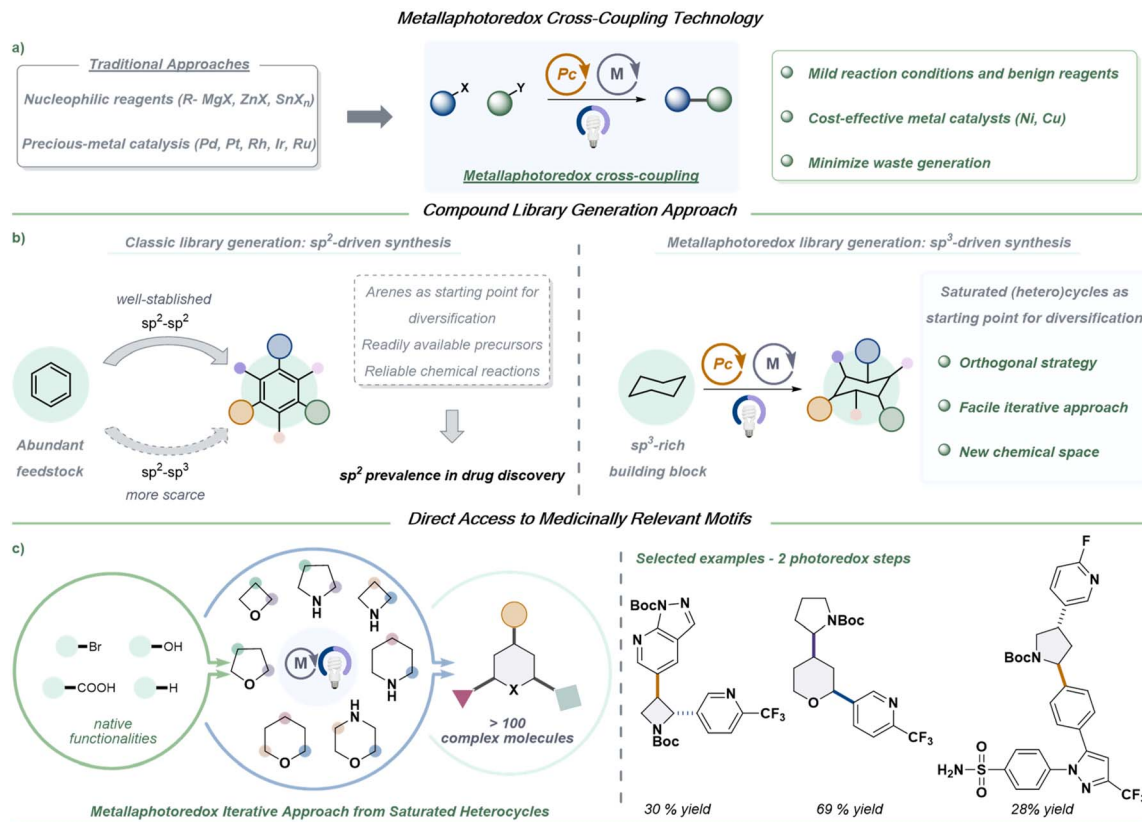 Metallaphotoredox Cross-Coupling Technology
a)
Traditional Approaches
Nucleophilic reagents (R- MgX, ZnX, SnXn)
Precious-metal catalysis (Pd, Pt, Rh, Ir, Ru)
X
Y
Pc
M
Metallaphotoredox cross-coupling
Mild reaction conditions and benign reagents
Cost-effective metal catalysts (Ni, Cu)
Minimize waste generation
Compound Library Generation Approach
b)
Classic library generation: sp2-driven synthesis
well-stablished
sp2-sp2
Abundant
feedstock
sp2-sp3
more scarce
Arenes as starting point for
diversification
Readily available precursors
Reliable chemical reactions
sp2 prevalence in drug discovery
Metallaphotoredox library generation: sp3-driven synthesis
sp3-rich
building block
Pc
M
Saturated (hetero)cycles as
starting point for diversification
Orthogonal strategy
Facile iterative approach
New chemical space
Direct Access to Medicinally Relevant Motifs
c)
Br
OH
COOH
H
native
functionalities
O
N
H
N
H
O
M
N
H
O
H
N
O
X
> 100
complex molecules
Metallaphotoredox Iterative Approach from Saturated Heterocycles
Selected examples - 2 photoredox steps
BocN
N
N
N
N
Boc
CF3
30 % yield
N
Boc
O
N
CF3
69 % yield
F
N
BocN
O
H2N
S
O
N
N
CF3
28% yield